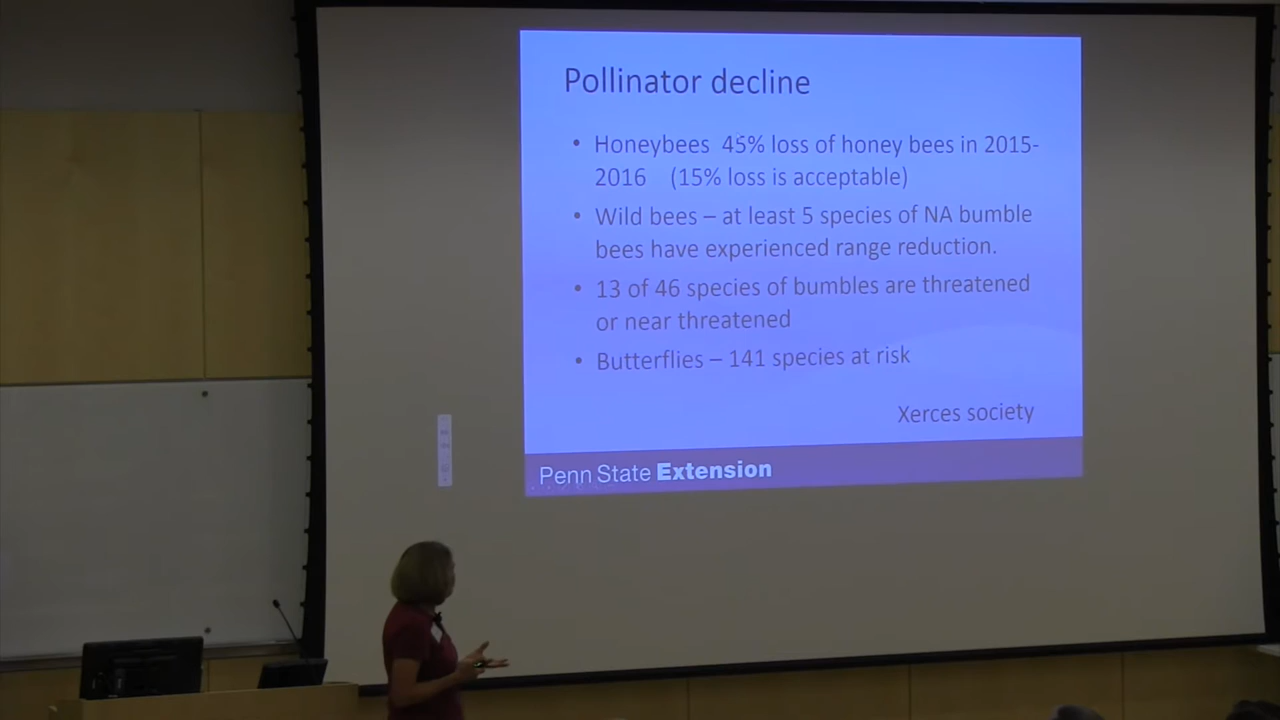 Pollinator decline
• Honeybees  45% loss of honey bees in 2015-
2016    (15% loss is acceptable)
• Wild bees – at least 5 species of NA bumble
bees have experienced range reduction.
• 13 of 46 species of bumbles are threatened
or near threatened
• Butterflies – 141 species at risk
Xerces society
Penn State Extension